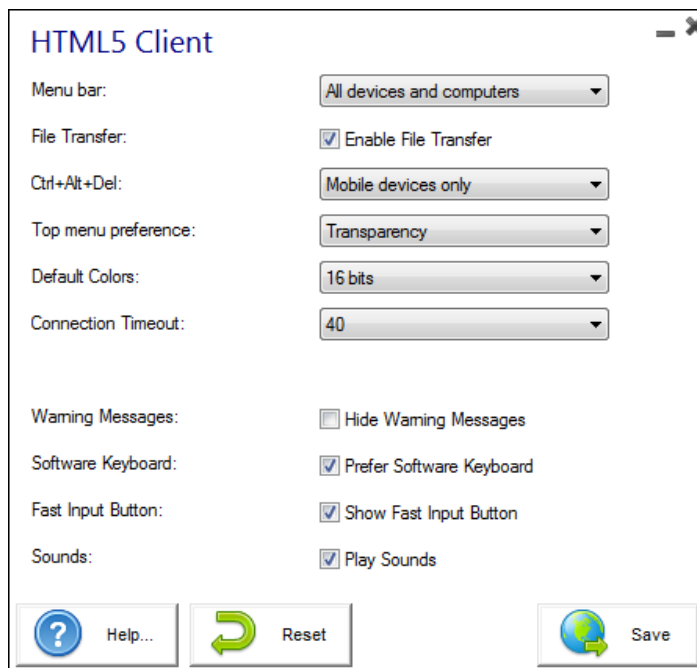 HTML5 Client
Menu bar: All devices and computers
File Transfer: Enable File Transfer
Ctrl+Alt+Del: Mobile devices only
Top menu preference: Transparency
Default Colors: 16 bits
Connection Timeout: 40
Warning Messages: Hide Warning Messages
Software Keyboard: Prefer Software Keyboard
Fast Input Button: Show Fast Input Button
Sounds: Play Sounds
Help... Reset Save